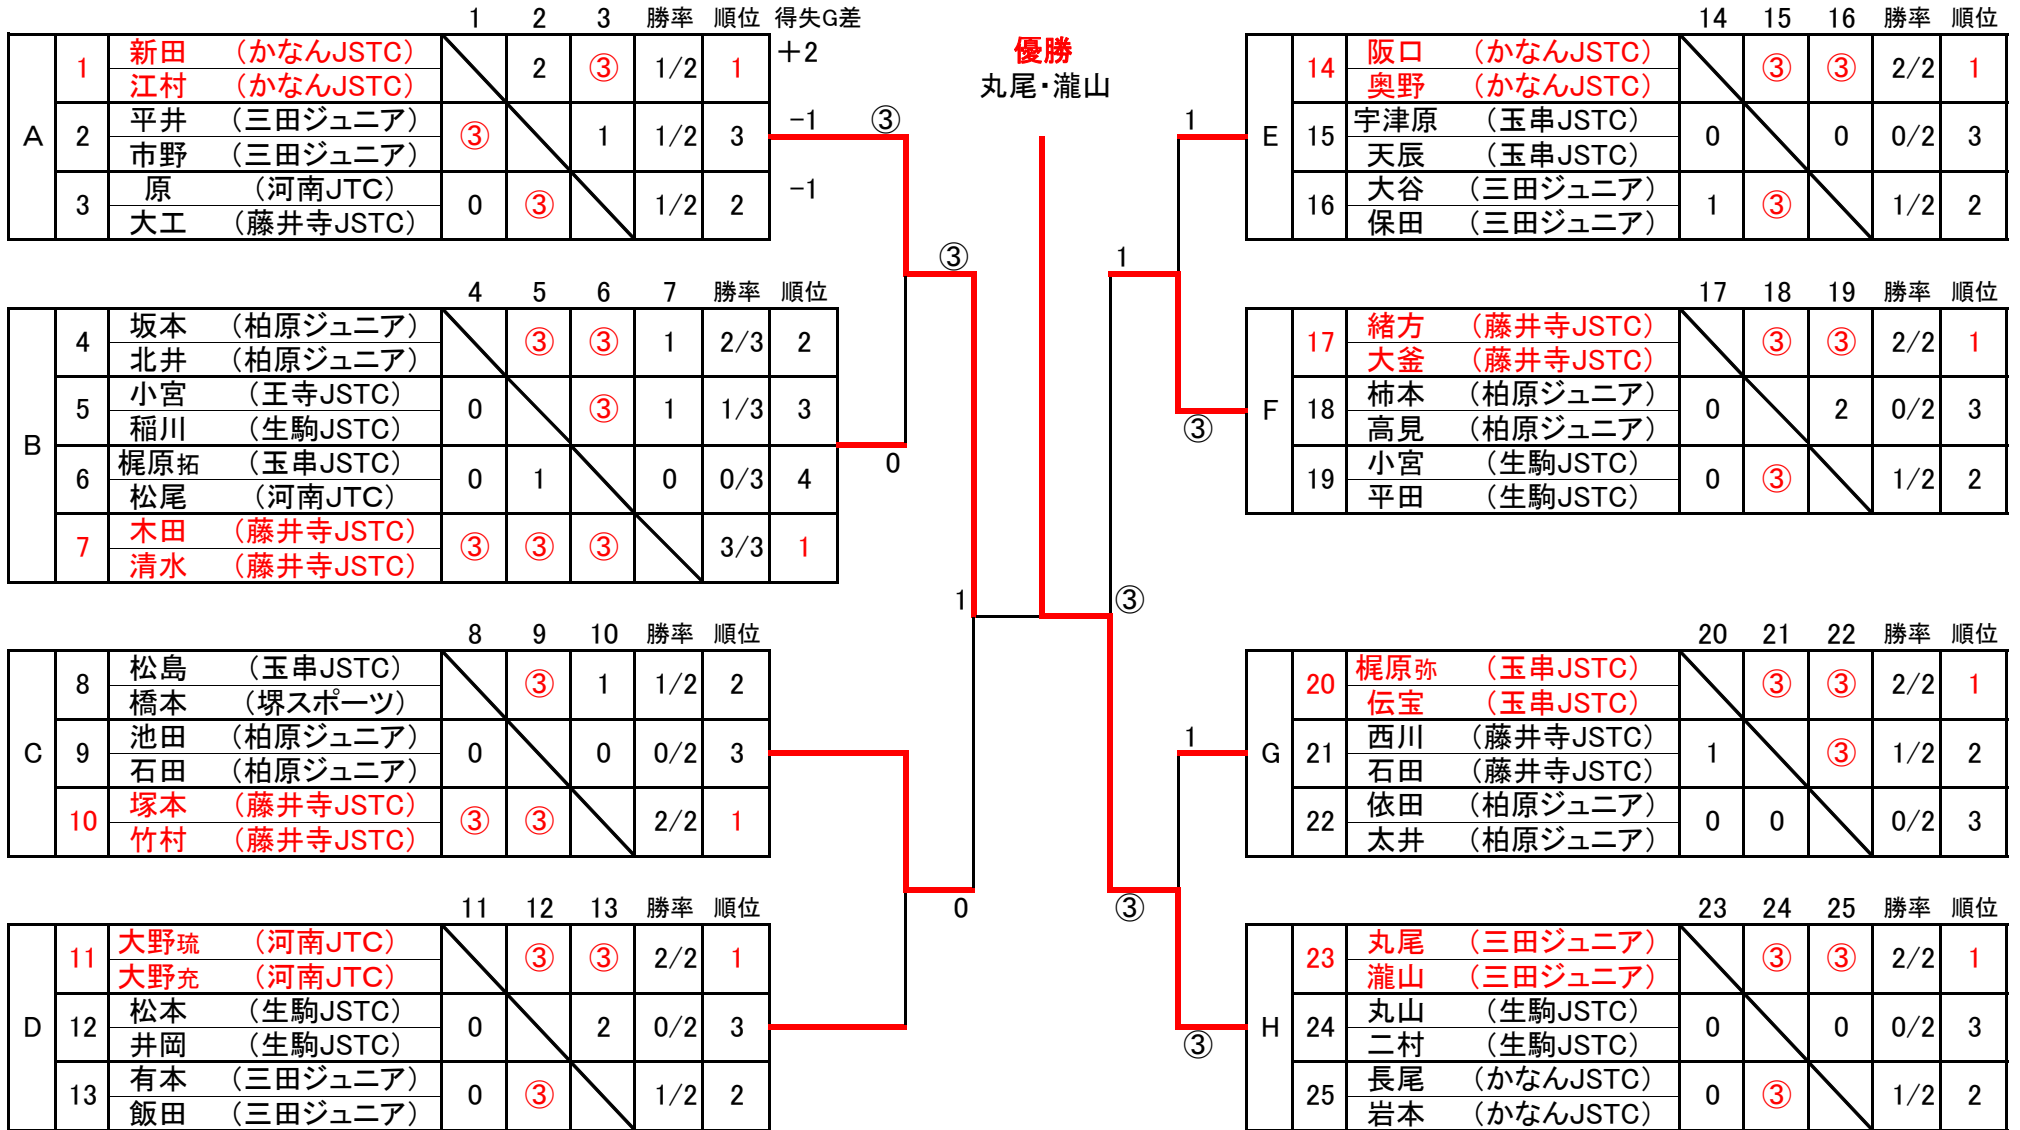 1 2 3 勝率 順位 得失G差
A
1 新田 (かなんJSTC) 2 ③ 1/2 1 +2
江村 (かなんJSTC)
2 平井 (三田ジュニア) ③ 1 1/2 3 -1
市野 (三田ジュニア)
3 原 (河南JTC) 0 ③ 1/2 2 -1
大工 (藤井寺JSTC)
4 5 6 7 勝率 順位
B
4 坂本 (柏原ジュニア) ③ ③ 1 2/3 2
北井 (柏原ジュニア)
5 小宮 (王寺JSTC) 0 ③ 1 1/3 3
稲川 (生駒JSTC)
6 梶原拓 (玉串JSTC) 0 1 0 0/3 4
松尾 (河南JTC)
7 木田 (藤井寺JSTC) ③ ③ ③ 3/3 1
清水 (藤井寺JSTC)
8 9 10 勝率 順位
C
8 松島 (玉串JSTC) ③ 1 1/2 2
橋本 (堺スポーツ)
9 池田 (柏原ジュニア) 0 0 0/2 3
石田 (柏原ジュニア)
10 塚本 (藤井寺JSTC) ③ ③ 2/2 1
竹村 (藤井寺JSTC)
11 12 13 勝率 順位
D
11 大野琉 (河南JTC) ③ ③ 2/2 1
大野充 (河南JTC)
12 松本 (生駒JSTC) 0 2 0/2 3
井岡 (生駒JSTC)
13 有本 (三田ジュニア) 0 ③ 1/2 2
飯田 (三田ジュニア)
③
③
0
1
0
優勝
丸尾・瀧山
1
1
③
③
1
③
③
14 15 16 勝率 順位
E
14 阪口 (かなんJSTC) ③ ③ 2/2 1
奥野 (かなんJSTC)
15 宇津原 (玉串JSTC) 0 0 0/2 3
天辰 (玉串JSTC)
16 大谷 (三田ジュニア) 1 ③ 1/2 2
保田 (三田ジュニア)
17 18 19 勝率 順位
F
17 緒方 (藤井寺JSTC) ③ ③ 2/2 1
大釜 (藤井寺JSTC)
18 柿本 (柏原ジュニア) 0 2 0/2 3
高見 (柏原ジュニア)
19 小宮 (生駒JSTC) 0 ③ 1/2 2
平田 (生駒JSTC)
20 21 22 勝率 順位
G
20 梶原弥 (玉串JSTC) ③ ③ 2/2 1
伝宝 (玉串JSTC)
21 西川 (藤井寺JSTC) 1 ③ 1/2 2
石田 (藤井寺JSTC)
22 依田 (柏原ジュニア) 0 0 0/2 3
太井 (柏原ジュニア)
23 24 25 勝率 順位
H
23 丸尾 (三田ジュニア) ③ ③ 2/2 1
瀧山 (三田ジュニア)
24 丸山 (生駒JSTC) 0 0 0/2 3
二村 (生駒JSTC)
25 長尾 (かなんJSTC) 0 ③ 1/2 2
岩本 (かなんJSTC)